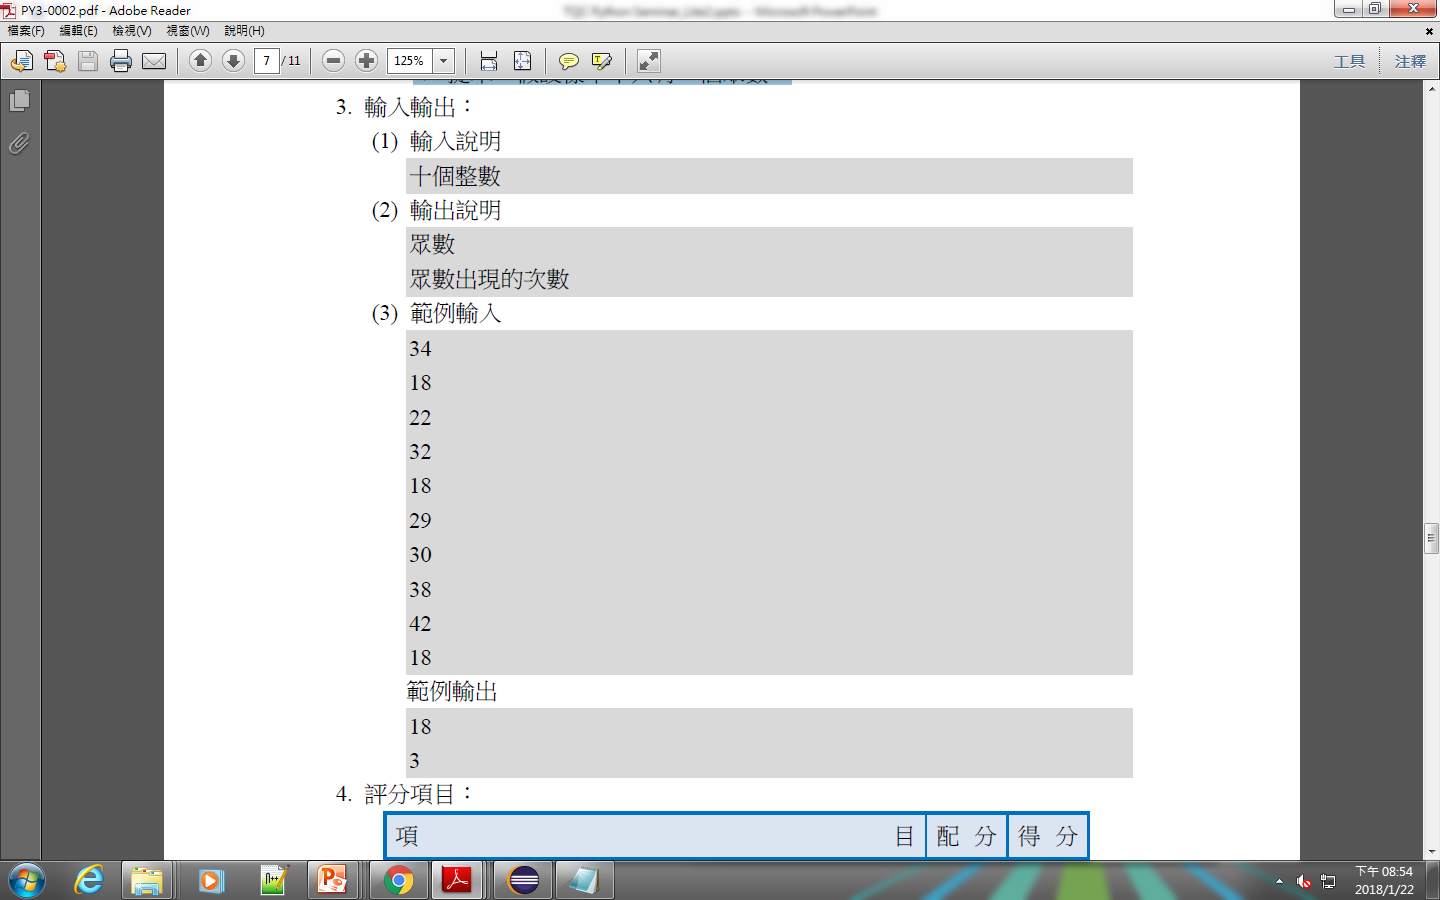 PY3-0002.pdf - Adobe Reader
檔案(F) 編輯(E) 檢視(V) 視窗(W) 說明(H)
7 / 11 125% 工具 注釋
3. 輸入輸出：
(1) 輸入說明
十個整數
(2) 輸出說明
眾數
眾數出現的次數
(3) 範例輸入
34
18
22
32
18
29
30
38
42
18
範例輸出
18
3
4. 評分項目：
項 目 配 分 得 分
下午 08:54
2018/1/22